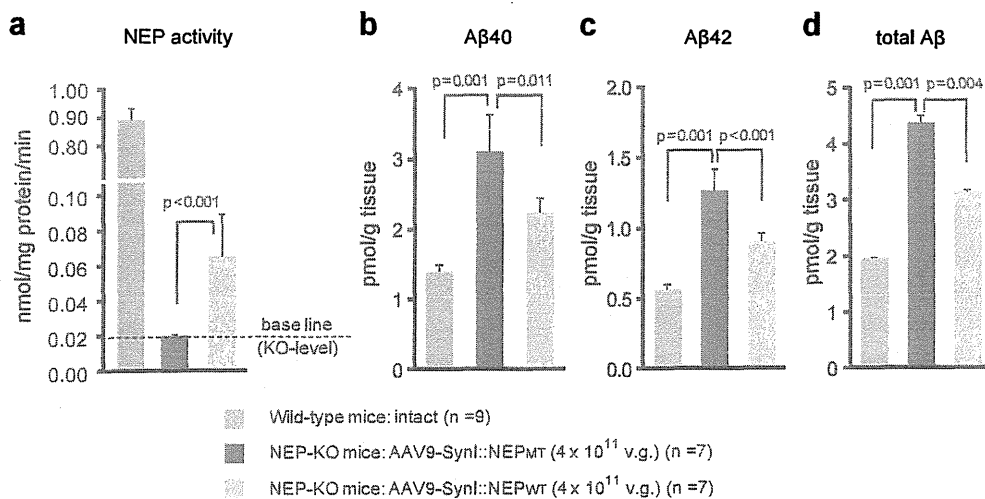 a
NEP activity
nmol/mg protein/min
1.00
0.90
0.80
0.10
0.08
0.06
0.04
0.02
0.00
p<0.001
base line
(KO-level)
b
Aβ40
pmol/g tissue
4
3
2
1
0
p=0.001
p=0.011
c
Aβ42
pmol/g tissue
2.0
1.5
1.0
0.5
0
p=0.001
p<0.001
d
total Aβ
pmol/g tissue
5
4
3
2
1
0
p=0.001
p=0.004
Wild-type mice: intact (n =9)
NEP-KO mice: AAV9-SynI::NEPMT (4 x 10¹¹ v.g.) (n =7)
NEP-KO mice: AAV9-SynI::NEPWT (4 x 10¹¹ v.g.) (n =7)